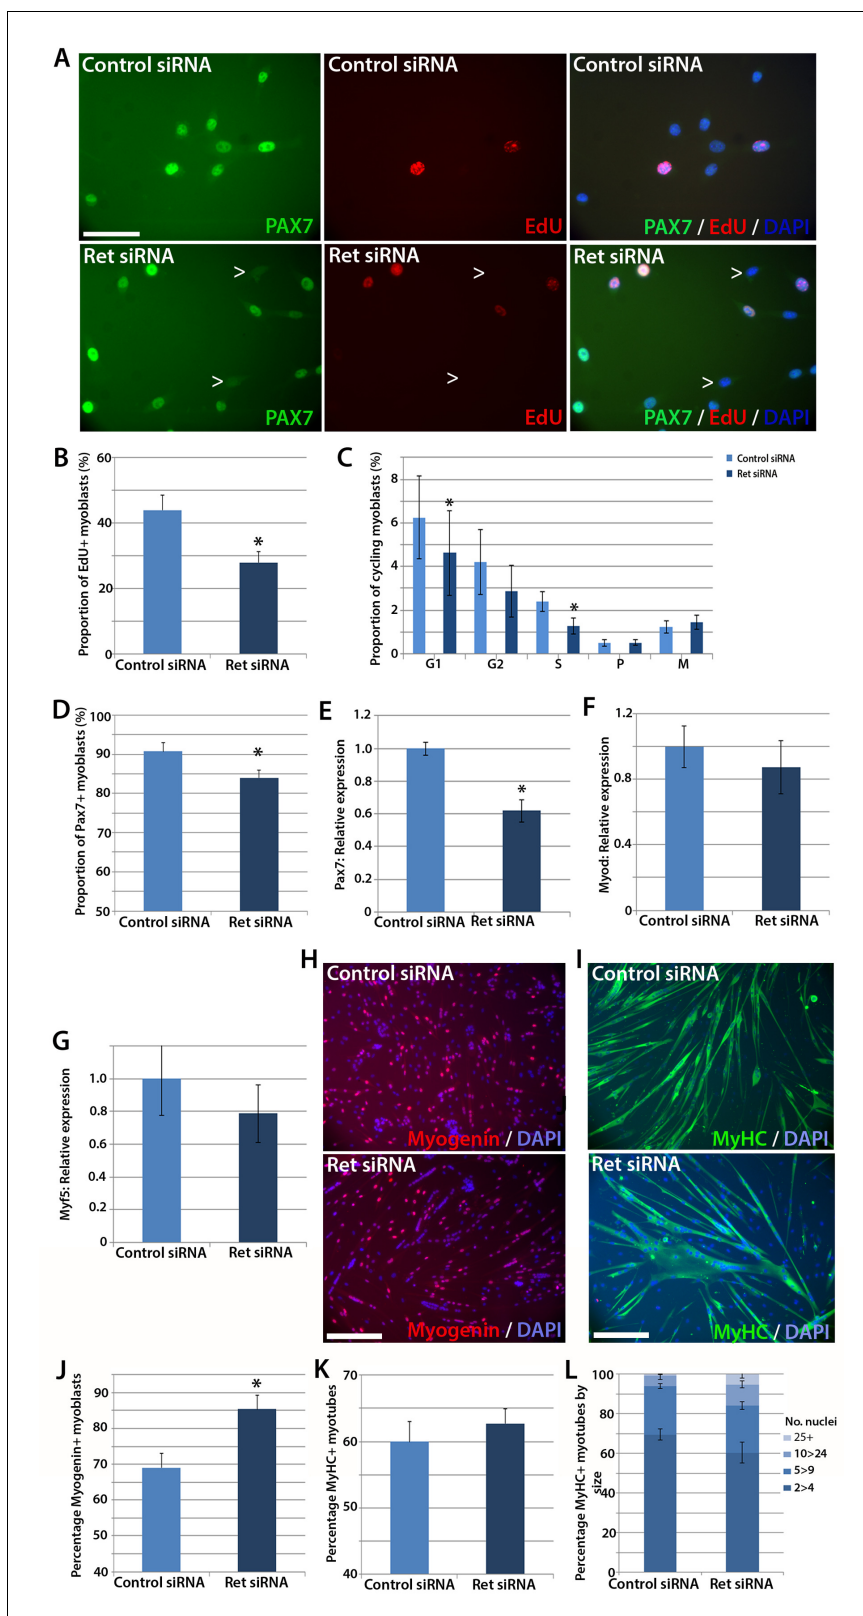 A
Control siRNA
Control siRNA
Control siRNA
PAX7
EdU
PAX7 / EdU / DAPI
Ret siRNA
Ret siRNA
Ret siRNA
>
>
>
>
>
>
PAX7
EdU
PAX7 / EdU / DAPI
B
Proportion of EdU+ myoblasts (%)
60
40
20
0
*
Control siRNA
Ret siRNA
C
Proportion of cycling myoblasts (%)
8
6
4
2
0
*
*
G1
G2
S
P
M
Control siRNA
Ret siRNA
D
Proportion of Pax7+ myoblasts (%)
100
90
80
70
60
50
*
Control siRNA
Ret siRNA
E
Pax7: Relative expression
1.2
1.0
0.8
0.6
0.4
0.2
0
*
Control siRNA
Ret siRNA
F
Myod: Relative expression
1.2
0.8
0.4
0
Control siRNA
Ret siRNA
G
Myf5: Relative expression
1.0
0.8
0.6
0.4
0.2
0
Control siRNA
Ret siRNA
H
Control siRNA
Myogenin / DAPI
Ret siRNA
Myogenin / DAPI
I
Control siRNA
MyHC / DAPI
Ret siRNA
MyHC / DAPI
J
Percentage Myogenin+ myoblasts
90
80
70
60
50
40
*
Control siRNA
Ret siRNA
K
Percentage MyHC+ myotubes
70
60
50
40
Control siRNA
Ret siRNA
L
Percentage MyHC+ myotubes by
size
100
80
60
40
20
0
Control siRNA
Ret siRNA
No. nuclei
25+
10>24
5>9
2>4